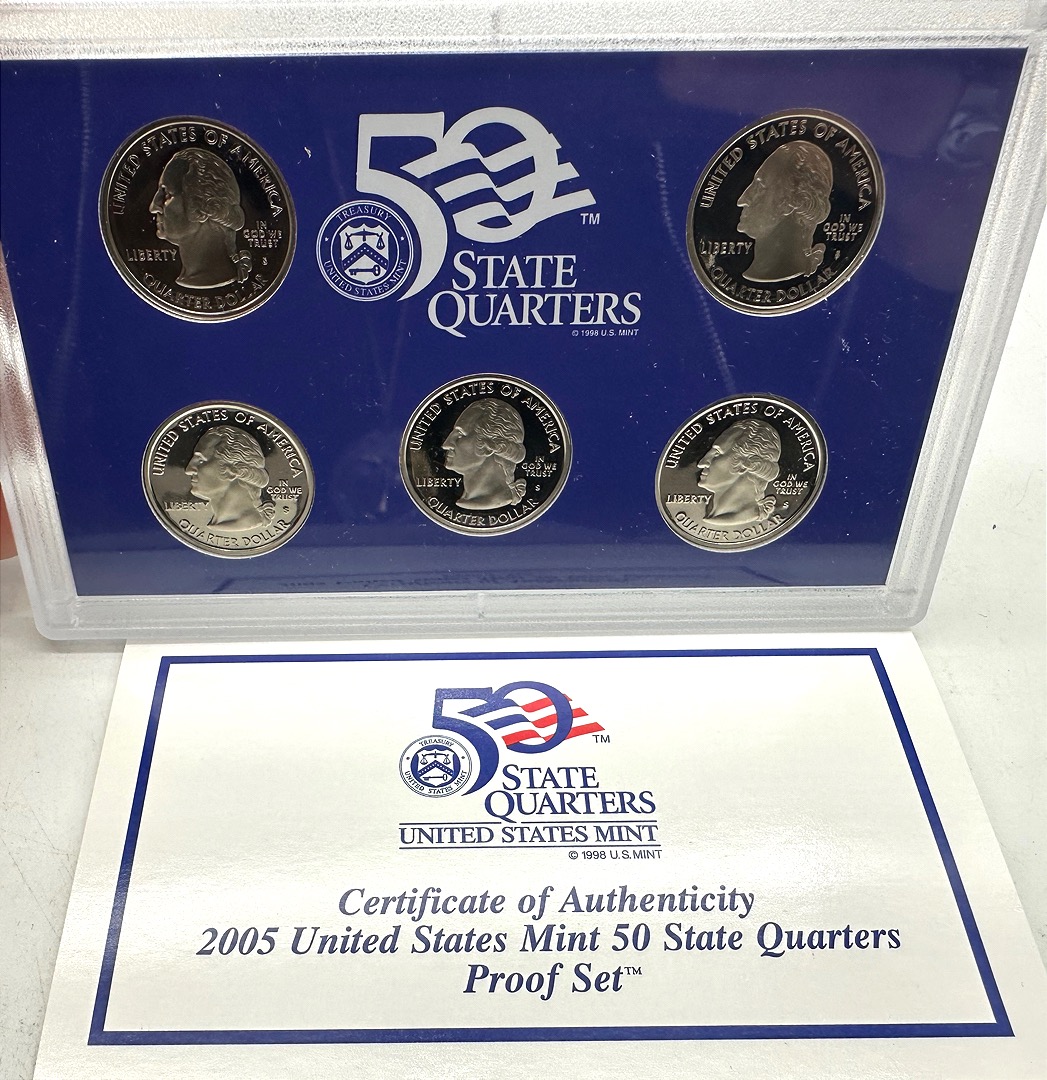 UNITED STATES OF AMERICA
LIBERTY
IN
GOD WE
TRUST
S
QUARTER DOLLAR
50
TM
TREASURY
UNITED STATES MINT
STATE
QUARTERS
© 1998 U.S. MINT
UNITED STATES OF AMERICA
LIBERTY
IN
GOD WE
TRUST
S
QUARTER DOLLAR
UNITED STATES OF AMERICA
LIBERTY
IN
GOD WE
TRUST
S
QUARTER DOLLAR
UNITED STATES OF AMERICA
LIBERTY
IN
GOD WE
TRUST
S
QUARTER DOLLAR
UNITED STATES OF AMERICA
LIBERTY
IN
GOD WE
TRUST
S
QUARTER DOLLAR
50
TM
TREASURY
UNITED STATES MINT
STATE
QUARTERS
UNITED STATES MINT
© 1998 U.S. MINT
Certificate of Authenticity
2005 United States Mint 50 State Quarters
Proof Set™